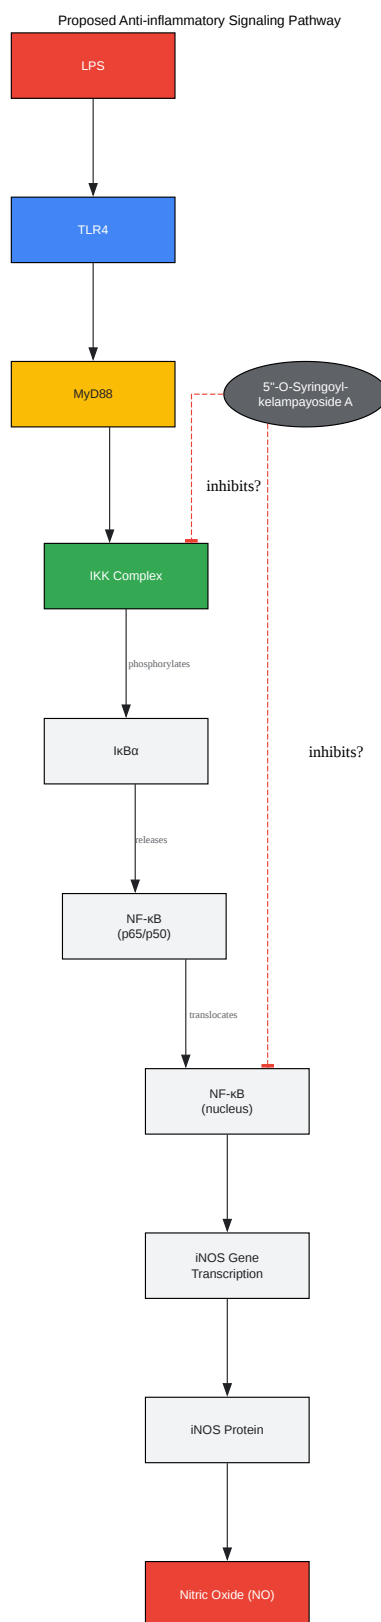 Proposed Anti-inflammatory Signaling Pathway
LPS
TLR4
MyD88
5"-O-Syringoyl-
kelampayoside A
inhibits?
IKK Complex
phosphorylates
IκBα
inhibits?
releases
NF-κB
(p65/p50)
translocates
NF-κB
(nucleus)
iNOS Gene
Transcription
iNOS Protein
Nitric Oxide (NO)